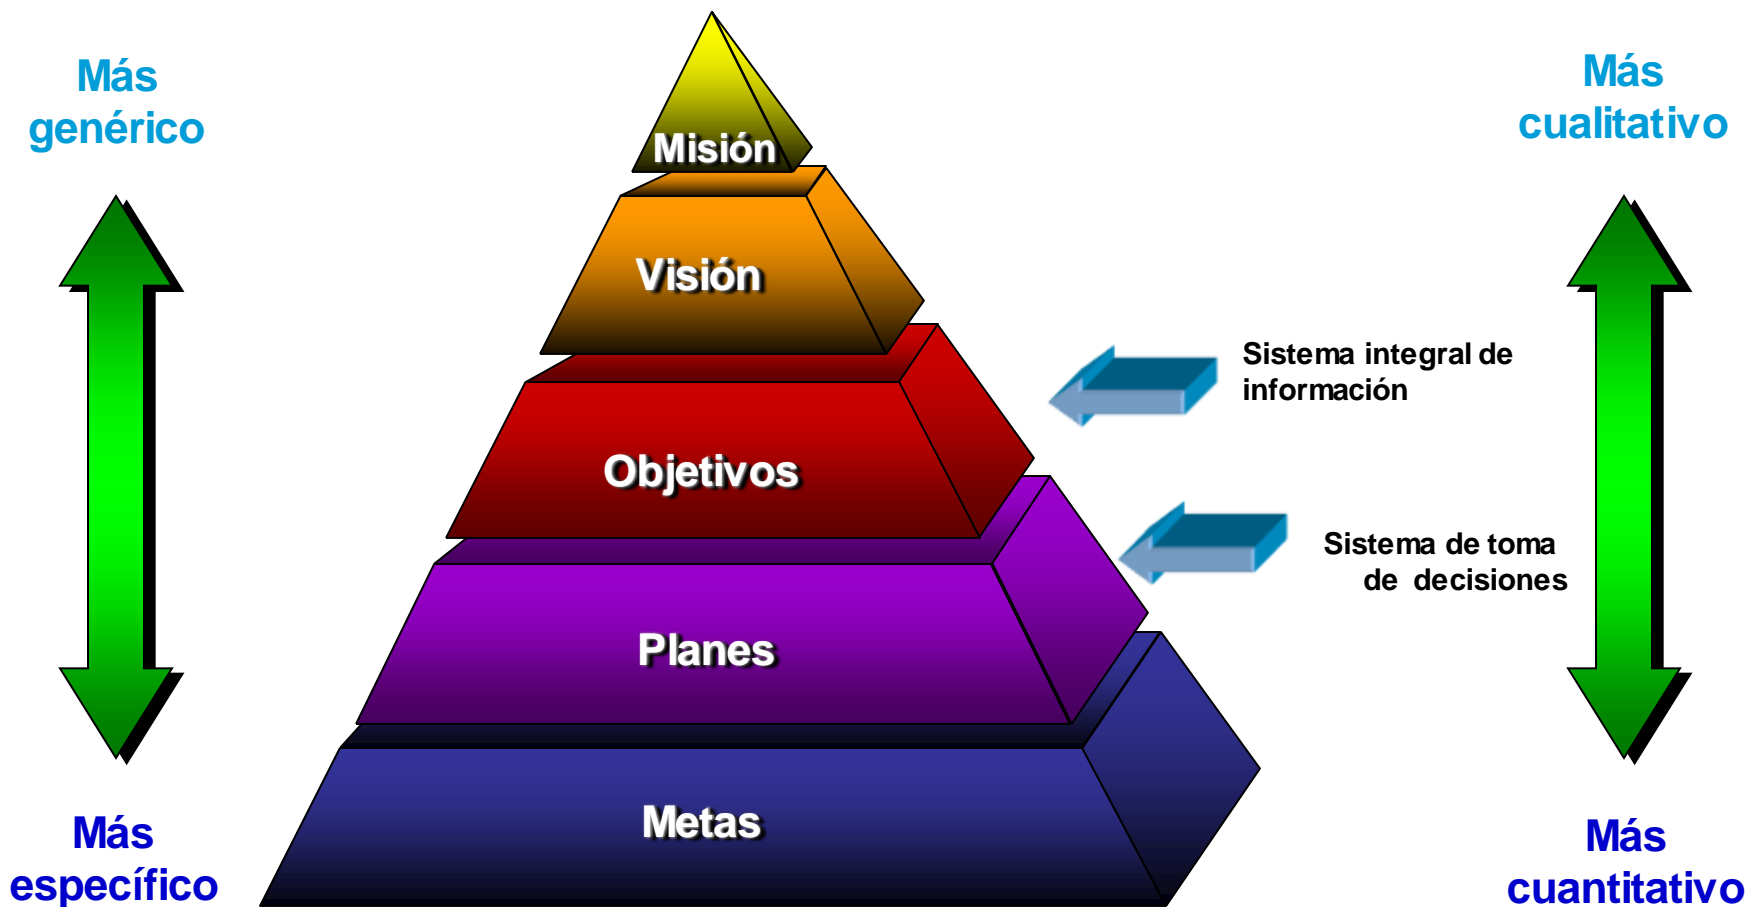 Más
genérico
Más
cualitativo
Misión
Visión
Sistema integral de
información
Objetivos
Sistema de toma
de decisiones
Planes
Metas
Más
específico
Más
cuantitativo